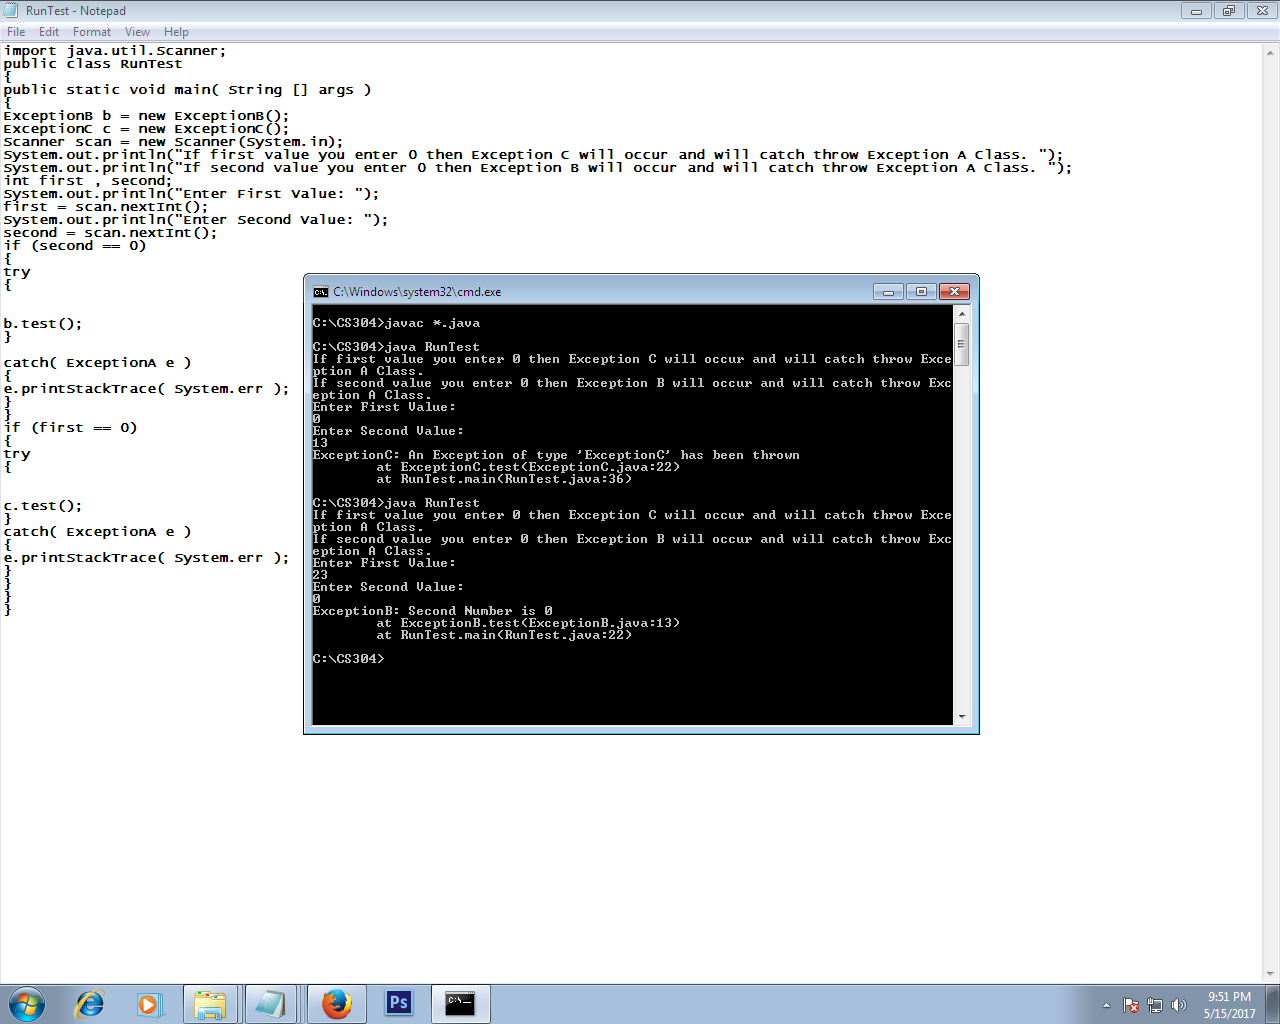 RunTest - Notepad
File Edit Format View Help
import java.util.Scanner;
public class RunTest
{
public static void main( String [] args )
{
ExceptionB b = new ExceptionB();
ExceptionC c = new ExceptionC();
Scanner scan = new Scanner(System.in);
System.out.println("If first value you enter 0 then Exception C will occur and will catch throw Exception A Class. ");
System.out.println("If second value you enter 0 then Exception B will occur and will catch throw Exception A Class. ");
int first , second;
System.out.println("Enter First Value: ");
first = scan.nextInt();
System.out.println("Enter Second Value: ");
second = scan.nextInt();
if (second == 0)
{
try
{
b.test();
}
catch( ExceptionA e )
{
e.printStackTrace( System.err );
}
}
if (first == 0)
{
try
{
c.test();
}
catch( ExceptionA e )
{
e.printStackTrace( System.err );
}
}
}
}
C:\Windows\system32\cmd.exe
C:\CS304>javac *.java
C:\CS304>java RunTest
If first value you enter 0 then Exception C will occur and will catch throw Exce
ption A Class.
If second value you enter 0 then Exception B will occur and will catch throw Exc
eption A Class.
Enter First Value:
0
Enter Second Value:
13
ExceptionC: An Exception of type 'ExceptionC' has been thrown
at ExceptionC.test(ExceptionC.java:22)
at RunTest.main(RunTest.java:36)
C:\CS304>java RunTest
If first value you enter 0 then Exception C will occur and will catch throw Exce
ption A Class.
If second value you enter 0 then Exception B will occur and will catch throw Exc
eption A Class.
Enter First Value:
23
Enter Second Value:
0
ExceptionB: Second Number is 0
at ExceptionB.test(ExceptionB.java:13)
at RunTest.main(RunTest.java:22)
C:\CS304>
Ps
9:51 PM
5/15/2017